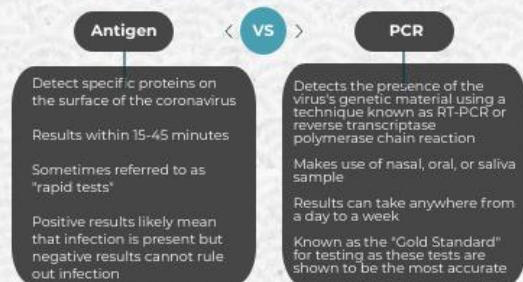 Antigen
< VS >
PCR
Detect specific proteins on
the surface of the coronavirus
Results within 15-45 minutes
Sometimes referred to as
"rapid tests"
Positive results likely mean
that infection is present but
negative results cannot rule
out infection
Detects the presence of the
virus's genetic material using a
technique known as RT-PCR or
reverse transcriptase
polymerase chain reaction
Makes use of nasal, oral, or saliva
sample
Results can take anywhere from
a day to a week
Known as the "Gold Standard"
for testing as these tests are
shown to be the most accurate